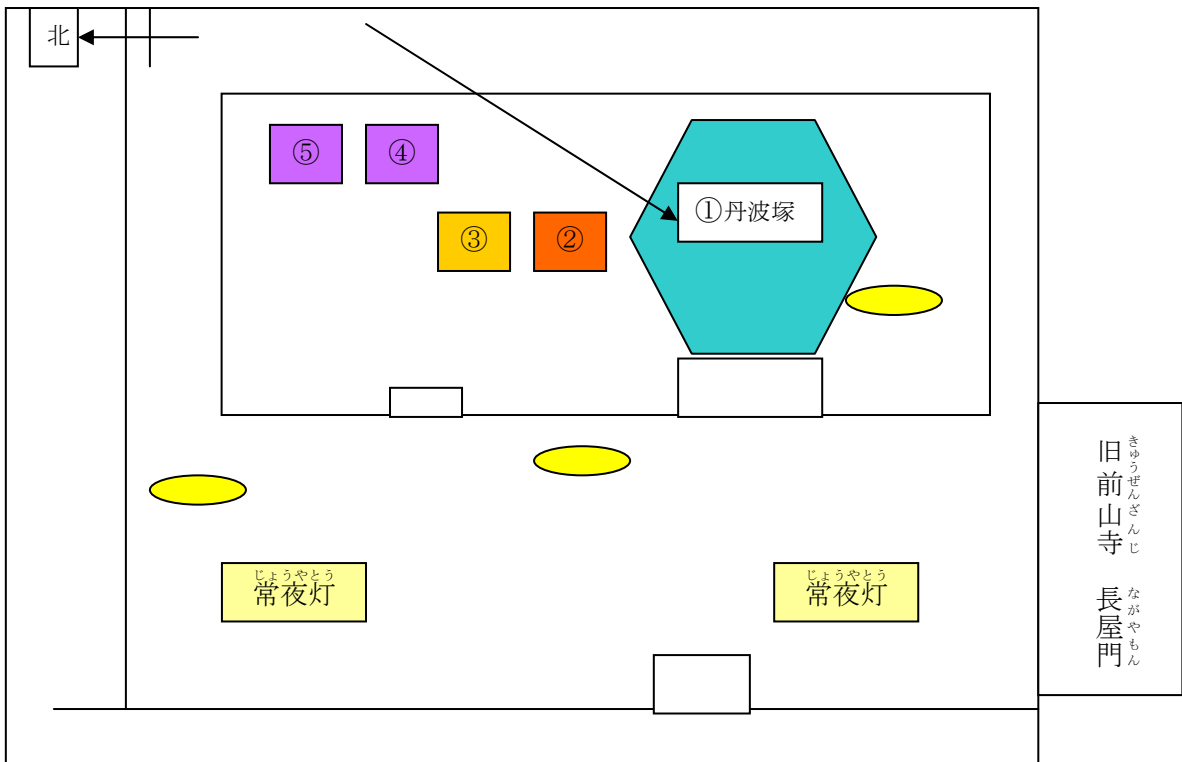 北
⑤
④
①丹波塚
③
②
きゅうぜんざんじ ながやもん
旧前山寺 長屋門
じょうやとう
常夜灯
じょうやとう
常夜灯